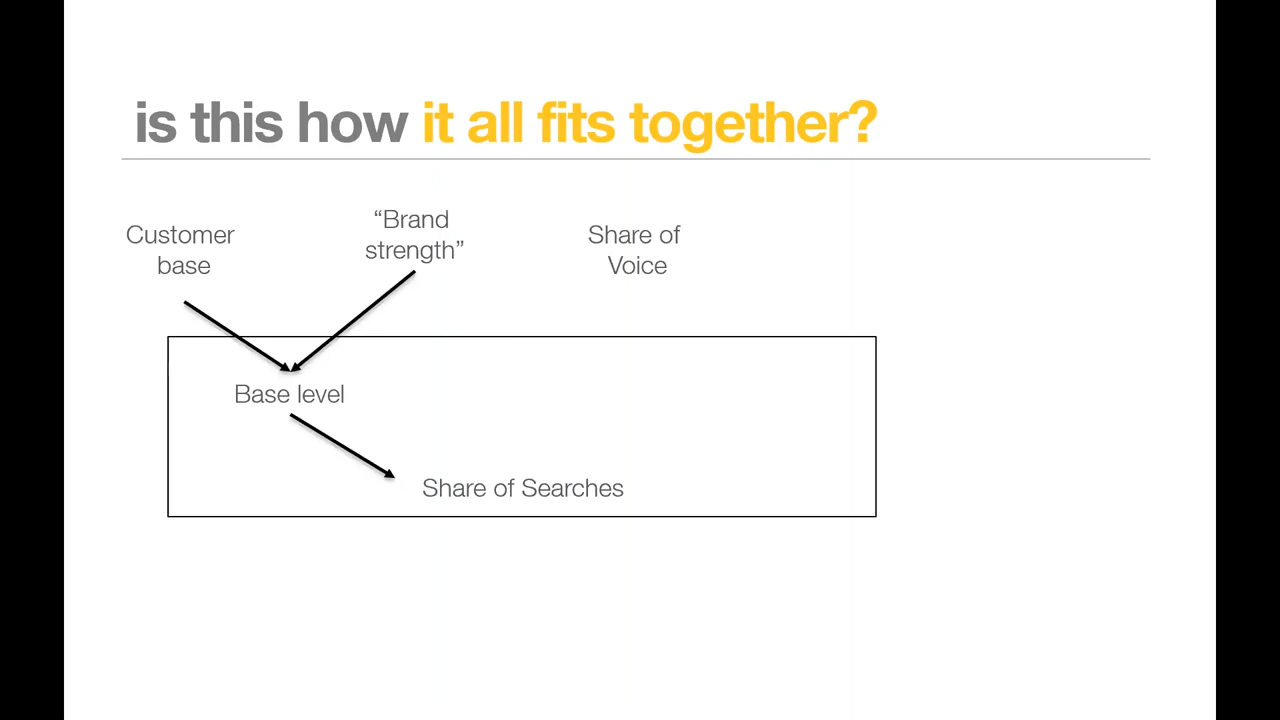 is this how it all fits together?
Customer
base
“Brand
strength”
Share of
Voice
Base level
Share of Searches